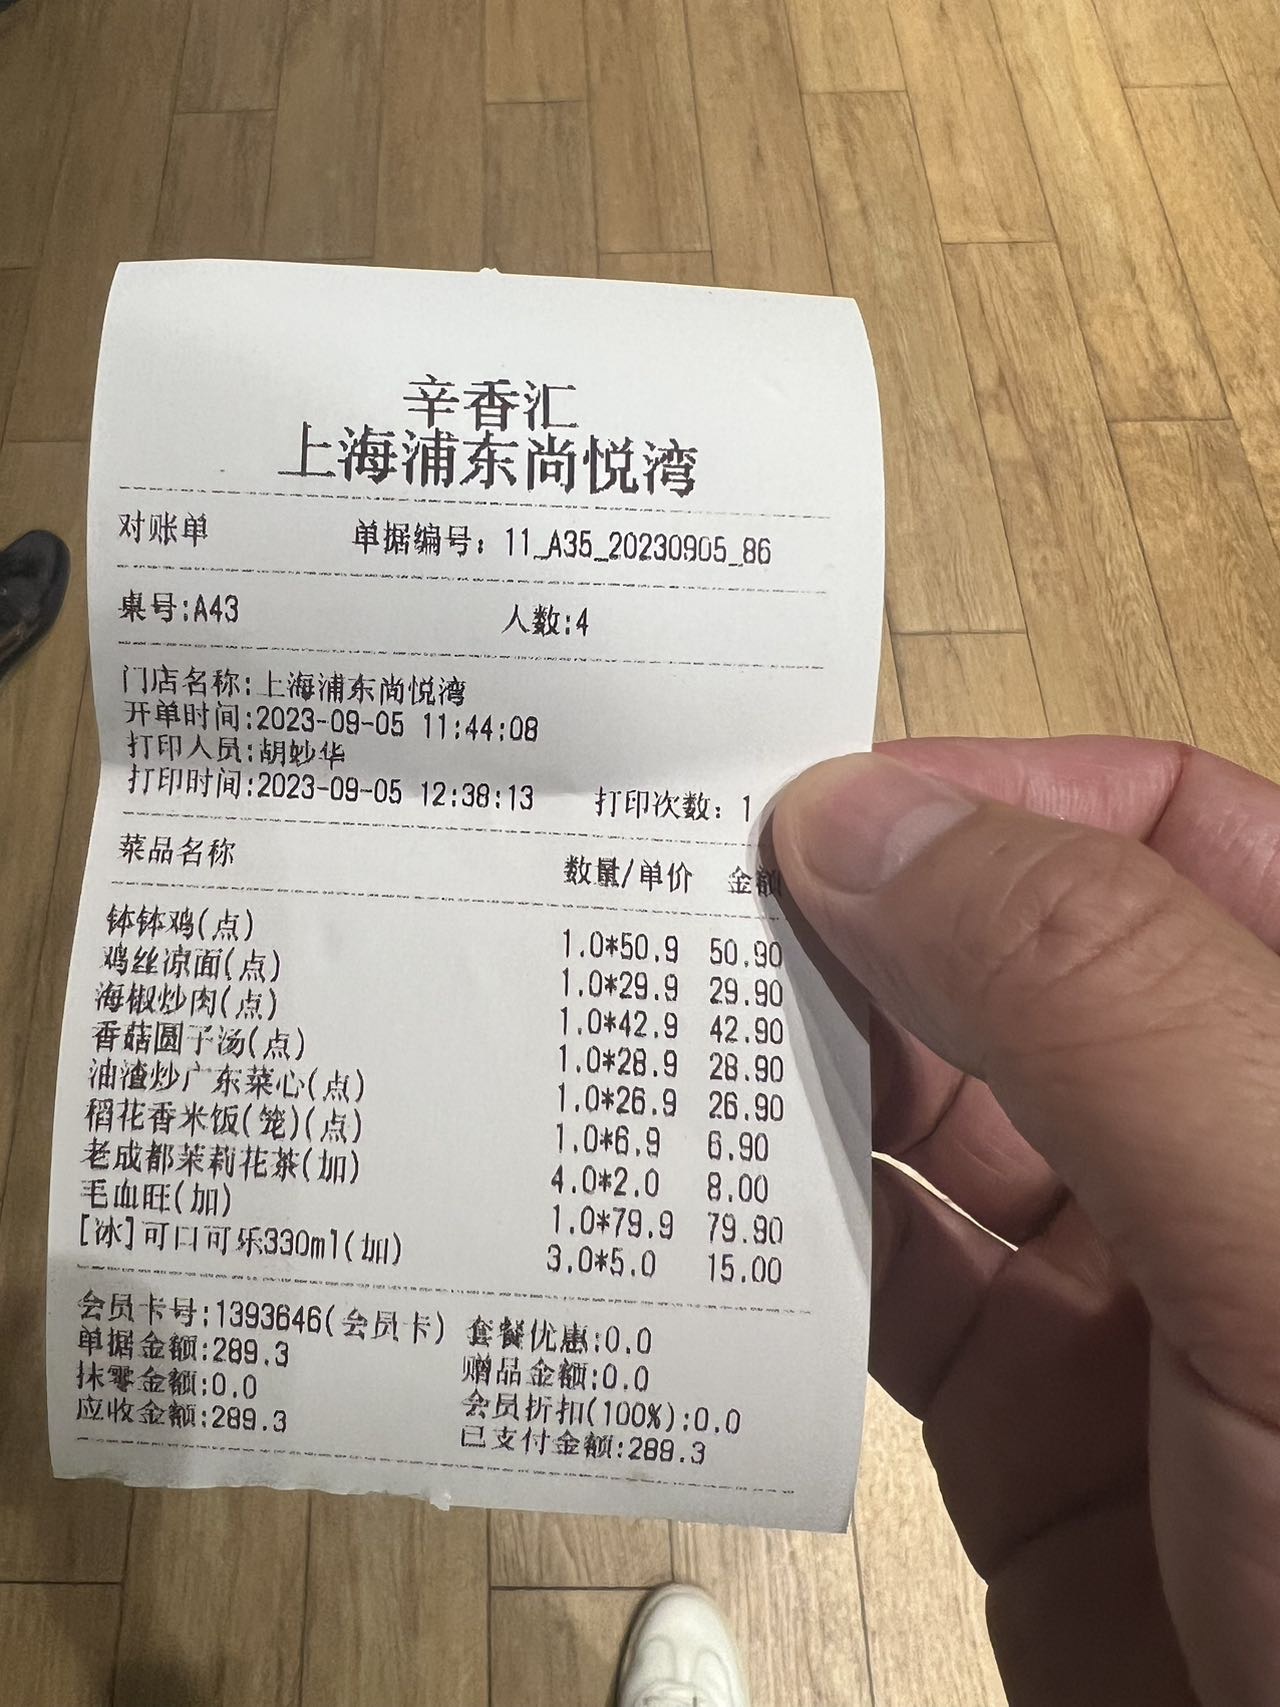 辛香汇
上海浦东尚悦湾
对账单 单据编号：11_A35_20230905_86
桌号:A43 人数:4
门店名称:上海浦东尚悦湾
开单时间:2023-09-05 11:44:08
打印人员:胡妙华
打印时间:2023-09-05 12:38:13 打印次数：1
菜品名称 数量/单价 金额
钵钵鸡(点) 1.0*50.9 50.90
鸡丝凉面(点) 1.0*29.9 29.90
海椒炒肉(点) 1.0*42.9 42.90
香菇圆子汤(点) 1.0*28.9 28.90
油渣炒广东菜心(点) 1.0*26.9 26.90
稻花香米饭(笼)(点) 1.0*6.9 6.90
老成都茉莉花茶(加) 4.0*2.0 8.00
毛血旺(加) 1.0*79.9 79.90
[冰]可口可乐330ml(加) 3.0*5.0 15.00
会员卡号:1393646(会员卡) 套餐优惠:0.0
单据金额:289.3 赠品金额:0.0
抹零金额:0.0 会员折扣(100%):0.0
应收金额:289.3 已支付金额:289.3